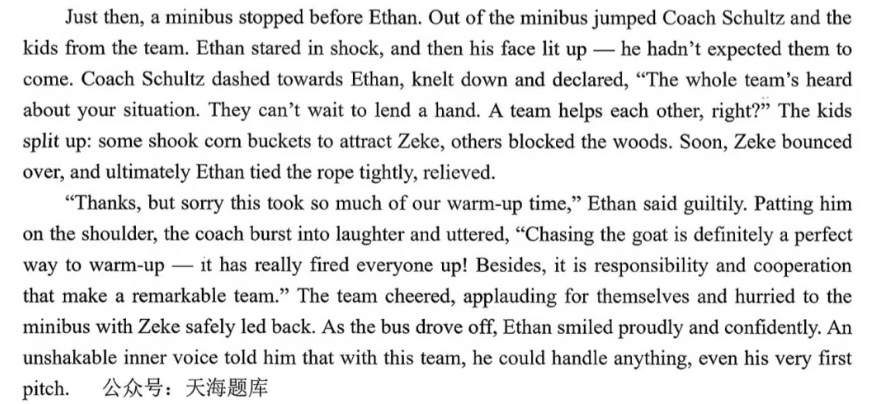 Just then, a minibus stopped before Ethan. Out of the minibus jumped Coach Schultz and the
kids from the team. Ethan stared in shock, and then his face lit up — he hadn’t expected them to
come. Coach Schultz dashed towards Ethan, knelt down and declared, “The whole team’s heard
about your situation. They can’t wait to lend a hand. A team helps each other, right?” The kids
split up: some shook corn buckets to attract Zeke, others blocked the woods. Soon, Zeke bounced
over, and ultimately Ethan tied the rope tightly, relieved.
“Thanks, but sorry this took so much of our warm-up time,” Ethan said guiltily. Patting him
on the shoulder, the coach burst into laughter and uttered, “Chasing the goat is definitely a perfect
way to warm-up — it has really fired everyone up! Besides, it is responsibility and cooperation
that make a remarkable team.” The team cheered, applauding for themselves and hurried to the
minibus with Zeke safely led back. As the bus drove off, Ethan smiled proudly and confidently. An
unshakable inner voice told him that with this team, he could handle anything, even his very first
pitch. 公众号：天海题库